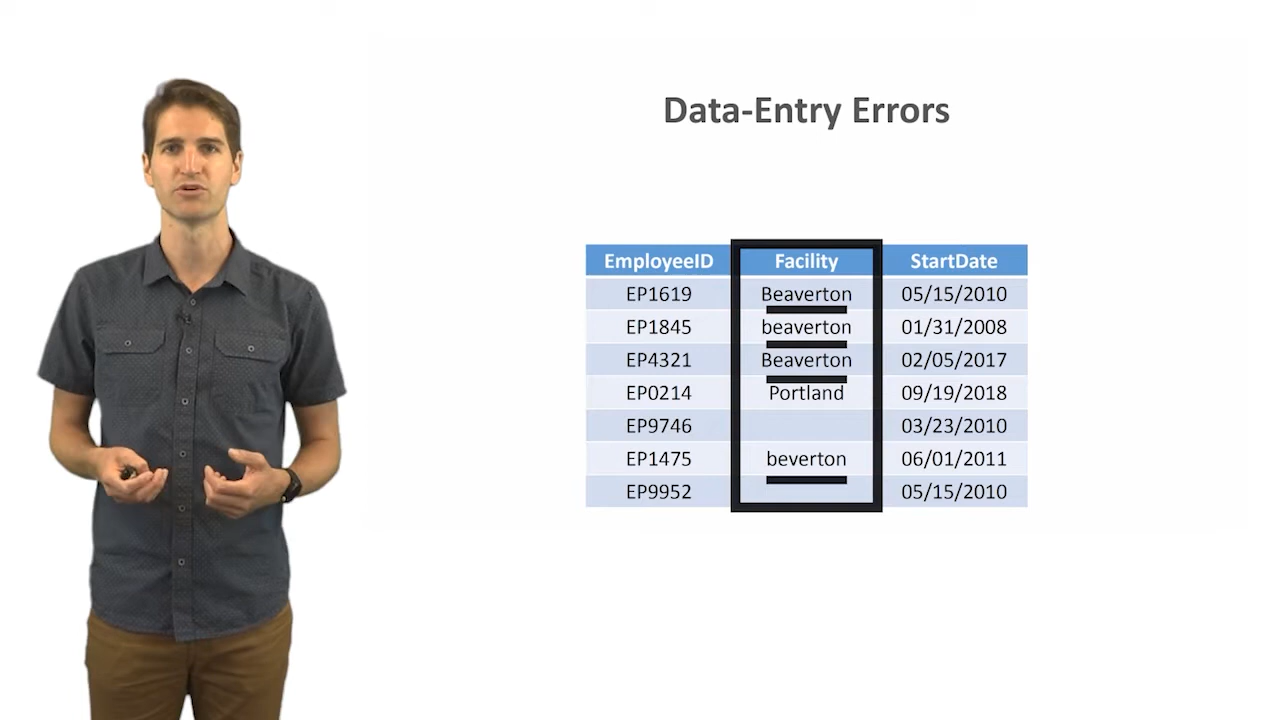 Data-Entry Errors
EmployeeID Facility StartDate
EP1619 Beaverton 05/15/2010
EP1845 beaverton 01/31/2008
EP4321 Beaverton 02/05/2017
EP0214 Portland 09/19/2018
EP9746 03/23/2010
EP1475 beverton 06/01/2011
EP9952 05/15/2010